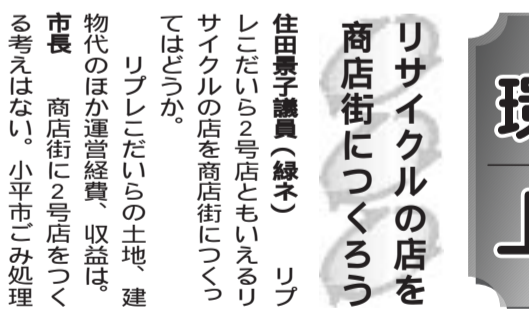 リサイクルの店を
商店街につくろう
住田景子議員（緑ネ）　リプ
レこだいら2号店ともいえるリ
サイクルの店を商店街につくっ
てはどうか。
　リプレこだいらの土地、建
物代のほか運営経費、収益は。
市長　商店街に2号店をつく
る考えはない。小平市ごみ処理